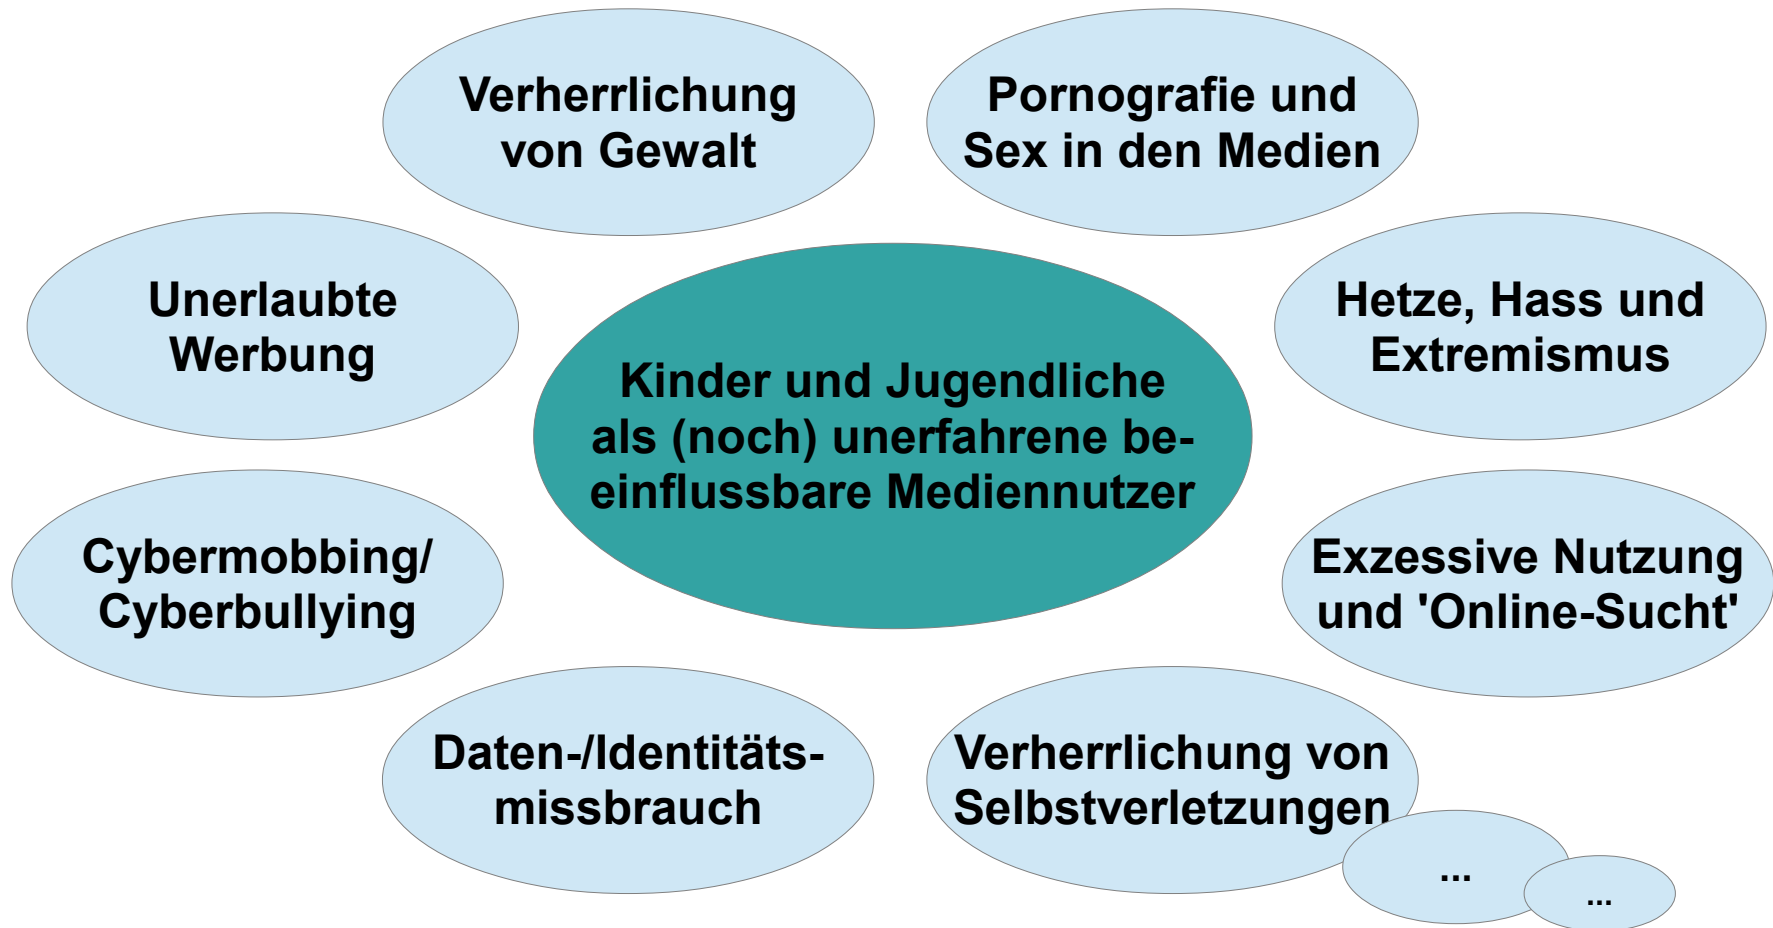 Verherrlichung
von Gewalt
Pornografie und
Sex in den Medien
Unerlaubte
Werbung
Hetze, Hass und
Extremismus
Kinder und Jugendliche
als (noch) unerfahrene be-
einflussbare Mediennutzer
Cybermobbing/
Cyberbullying
Exzessive Nutzung
und 'Online-Sucht'
Daten-/Identitäts-
missbrauch
Verherrlichung von
Selbstverletzungen
...
...